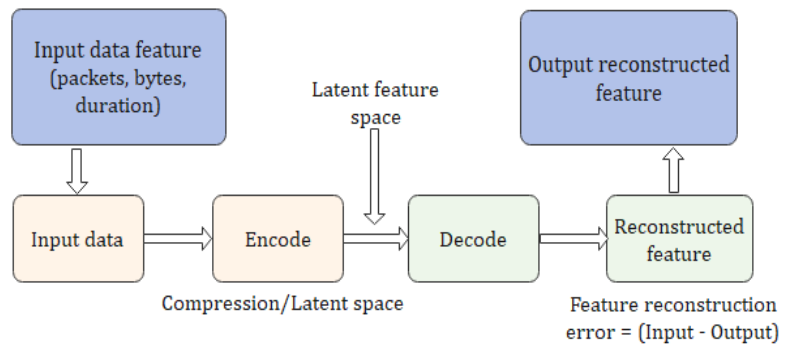 Input data feature
(packets, bytes,
duration)
Output reconstructed
feature
Latent feature
space
Input data
Encode
Decode
Reconstructed
feature
Compression/Latent space
Feature reconstruction
error = (Input - Output)